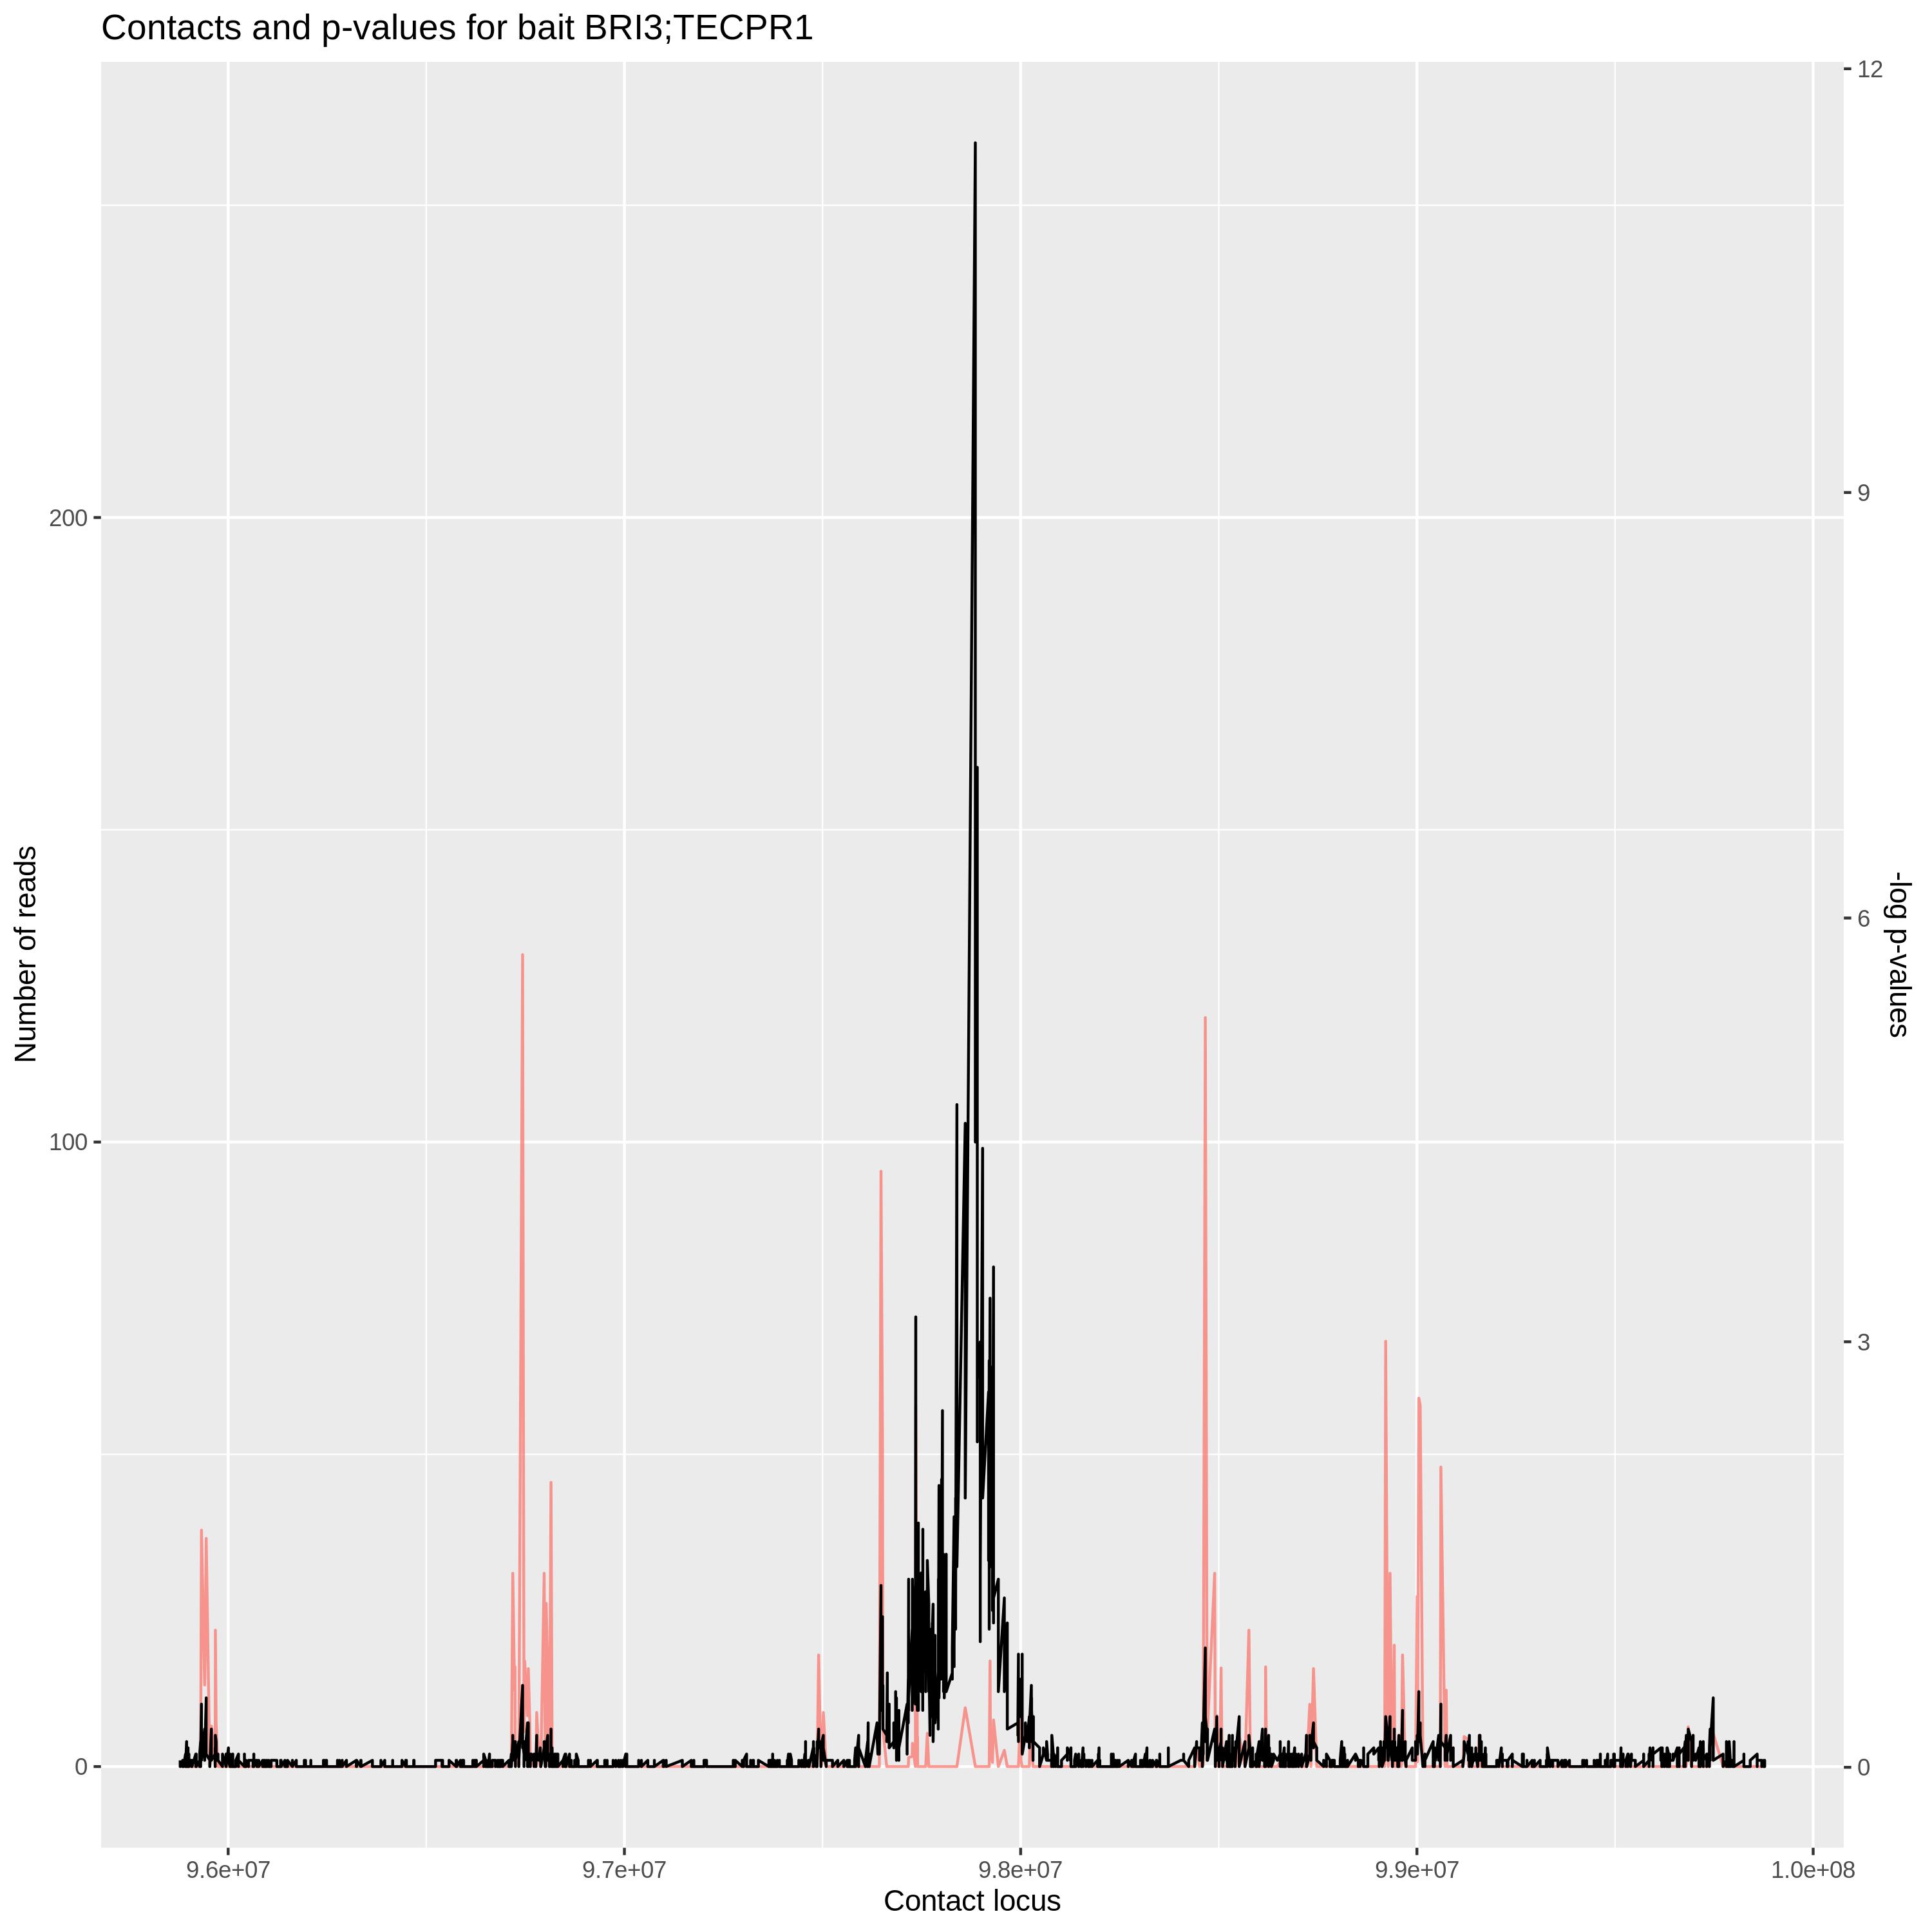 Contacts and p-values for bait BRI3;TECPR1
12
9
200
6
Number of reads
-log p-values
100
3
0
0
9.6e+07
9.7e+07
9.8e+07
9.9e+07
1.0e+08
Contact locus